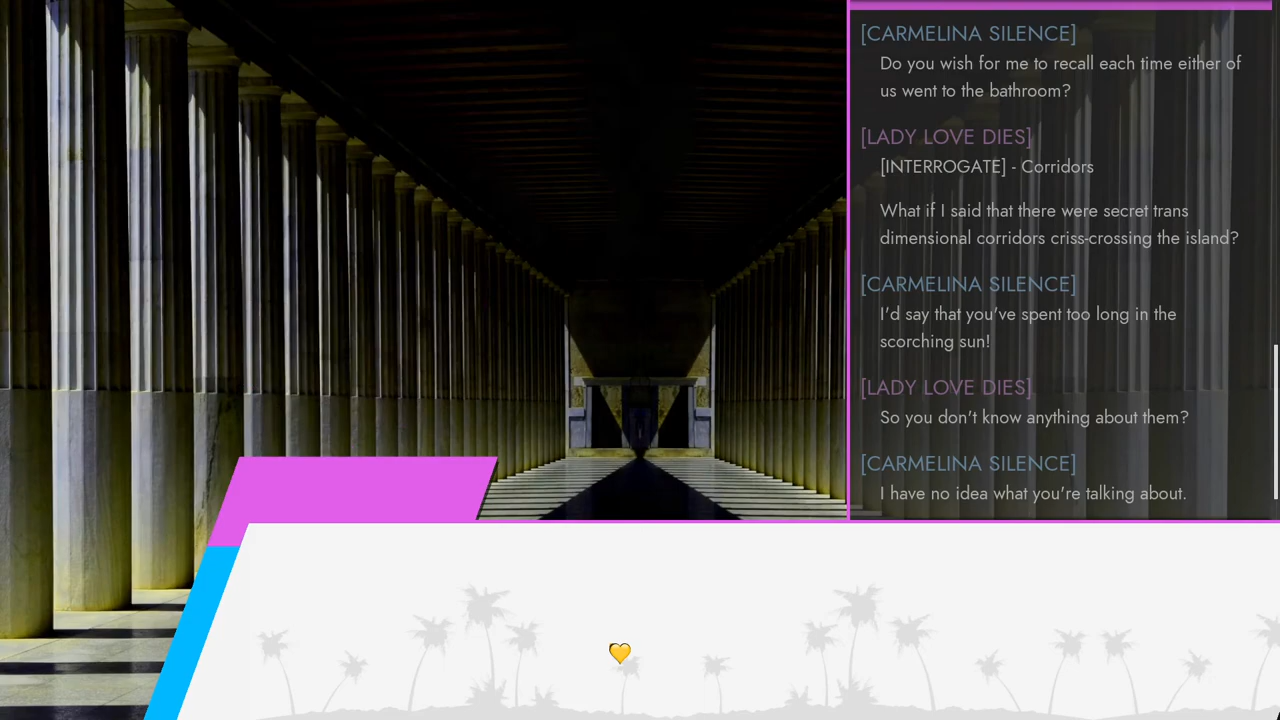 [CARMELINA SILENCE]
Do you wish for me to recall each time either of
us went to the bathroom?
[LADY LOVE DIES]
[INTERROGATE] - Corridors
What if I said that there were secret trans
dimensional corridors criss-crossing the island?
[CARMELINA SILENCE]
I'd say that you've spent too long in the
scorching sun!
[LADY LOVE DIES]
So you don't know anything about them?
[CARMELINA SILENCE]
I have no idea what you're talking about.